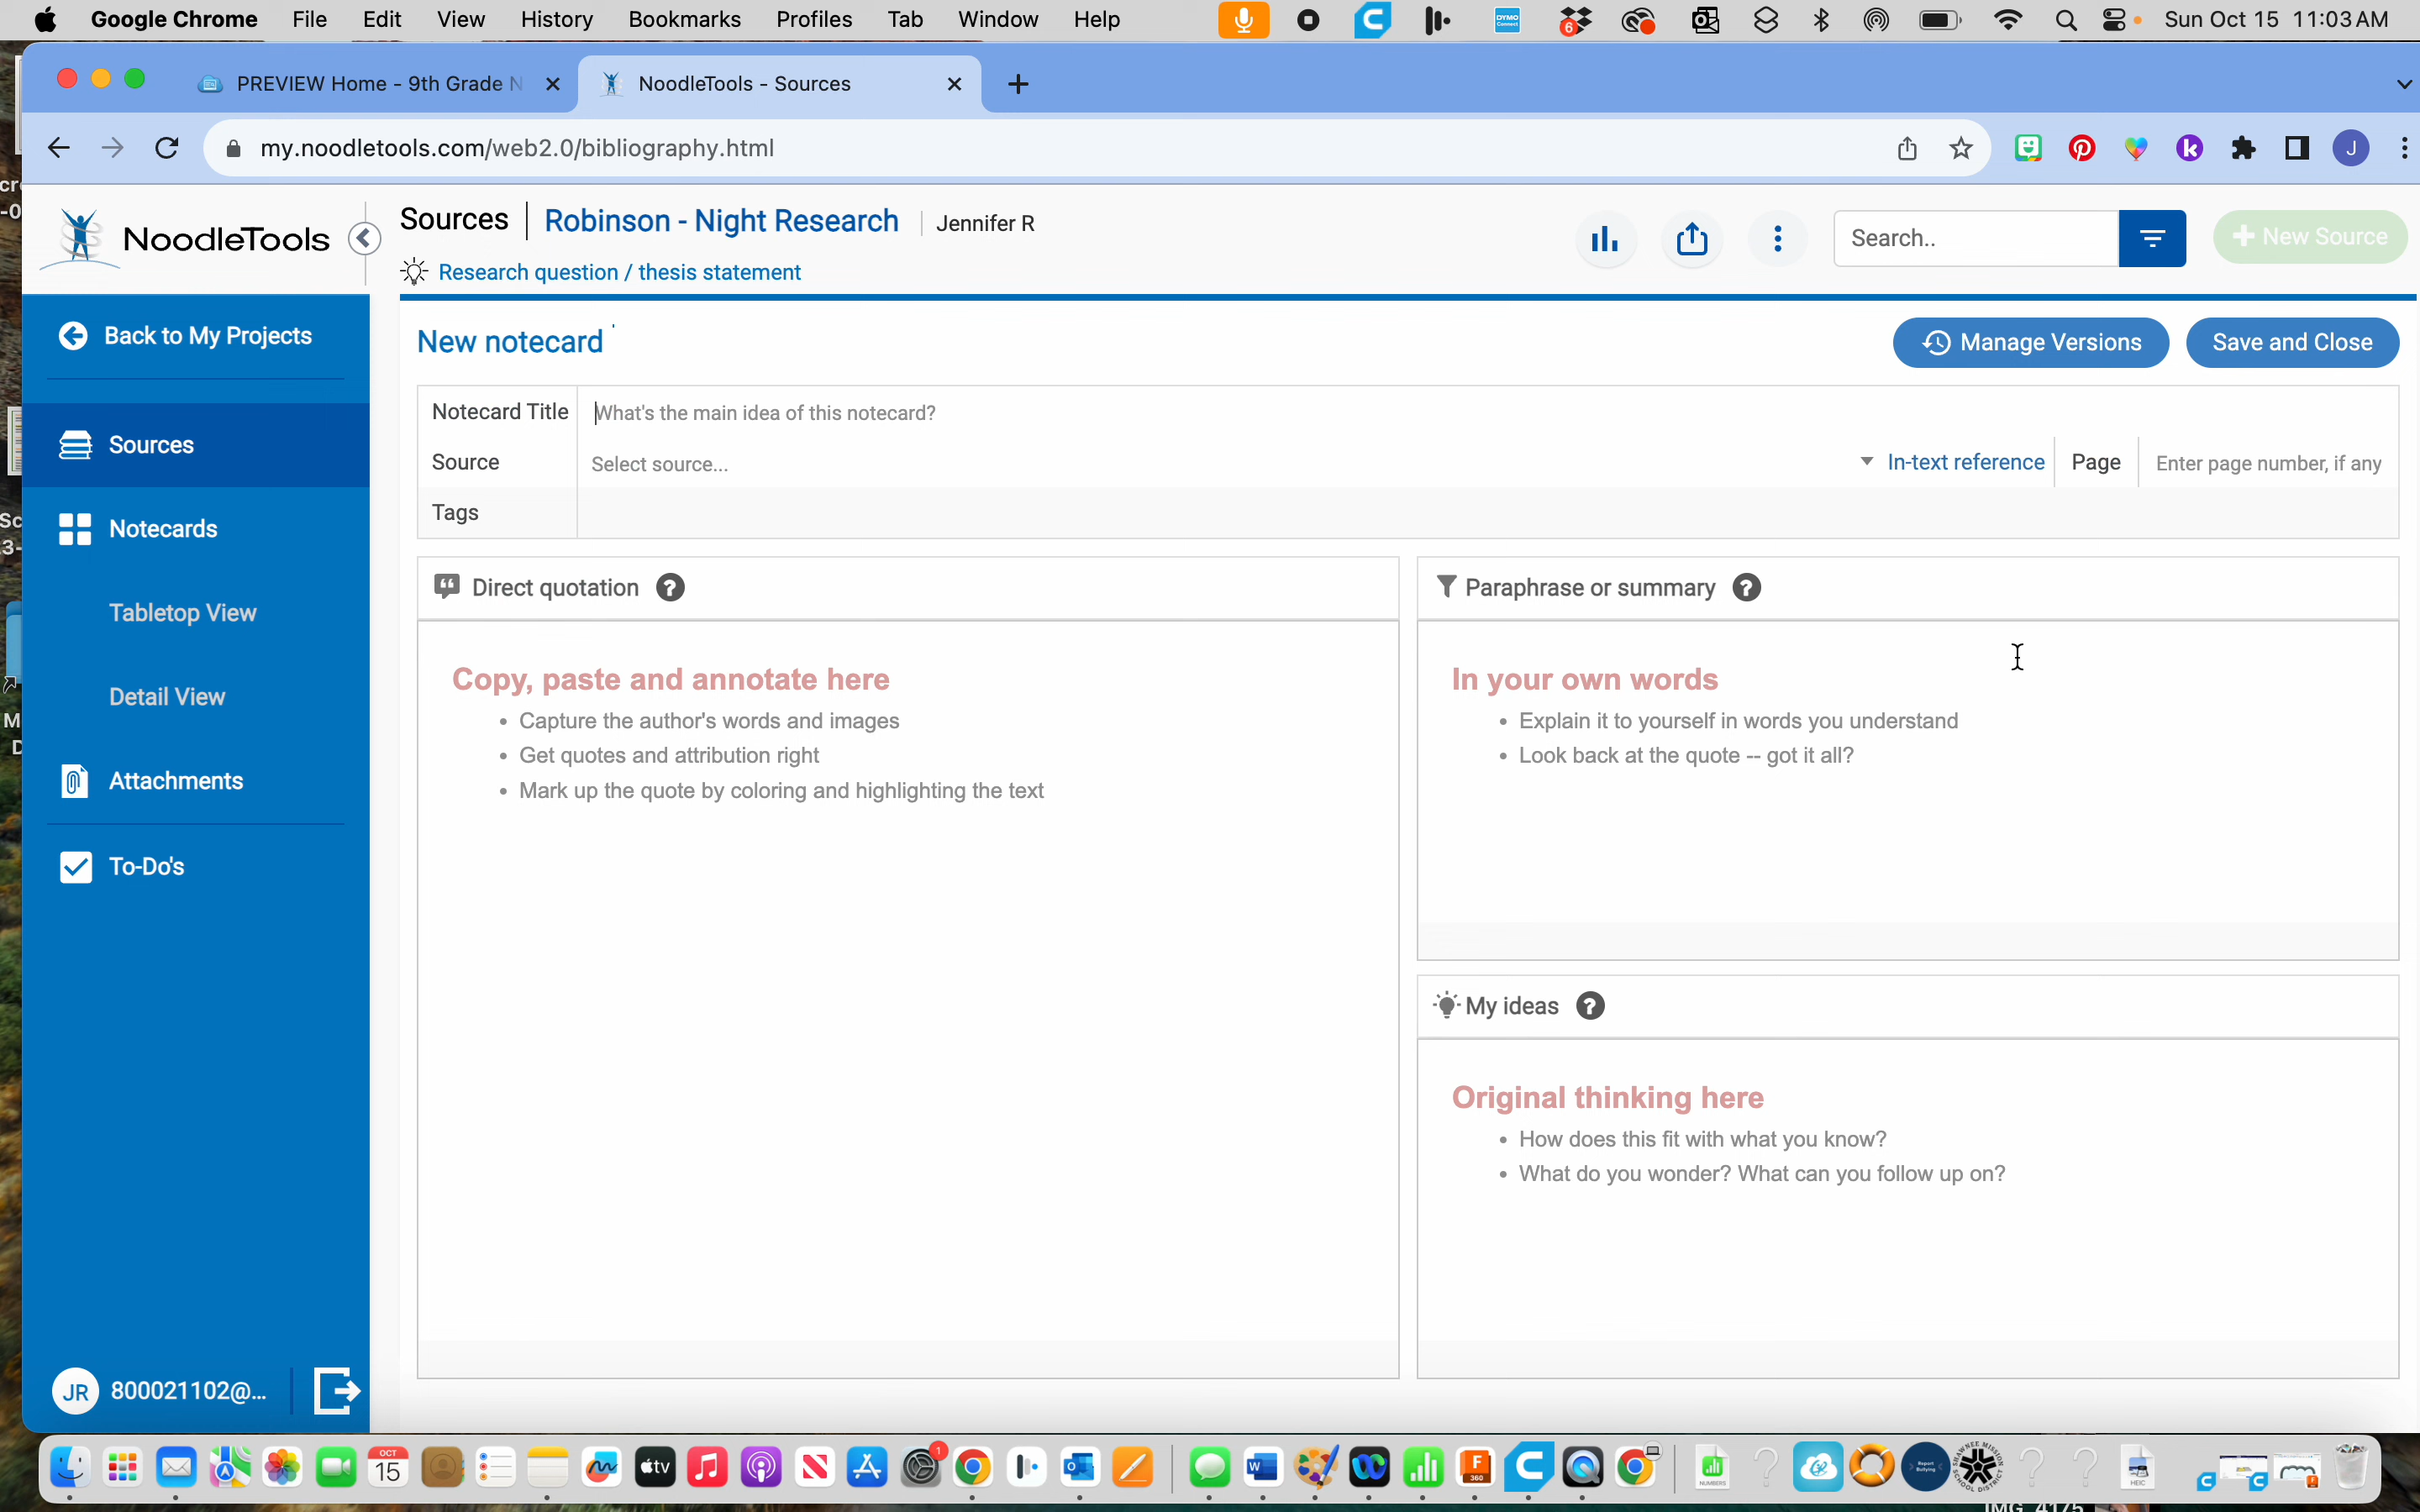 Google Chrome File Edit View History Bookmarks Profiles Tab Window Help Sun Oct 15 11:03 AM
PREVIEW Home - 9th Grade N
NoodleTools - Sources
my.noodletools.com/web2.0/bibliography.html
NoodleTools
Sources Robinson - Night Research Jennifer R
Research question / thesis statement
Search..
New Source
Back to My Projects
Sources
Notecards
Tabletop View
Detail View
Attachments
To-Do's
JR 800021102@...
New notecard
Manage Versions
Save and Close
Notecard Title What's the main idea of this notecard?
Source Select source... In-text reference Page Enter page number, if any
Tags
Direct quotation ?
Copy, paste and annotate here
• Capture the author's words and images
• Get quotes and attribution right
• Mark up the quote by coloring and highlighting the text
Paraphrase or summary ?
In your own words
• Explain it to yourself in words you understand
• Look back at the quote -- got it all?
My ideas ?
Original thinking here
• How does this fit with what you know?
• What do you wonder? What can you follow up on?
OCT
15
tv
F
360
NUMBERS
HEIC
IMG_4175